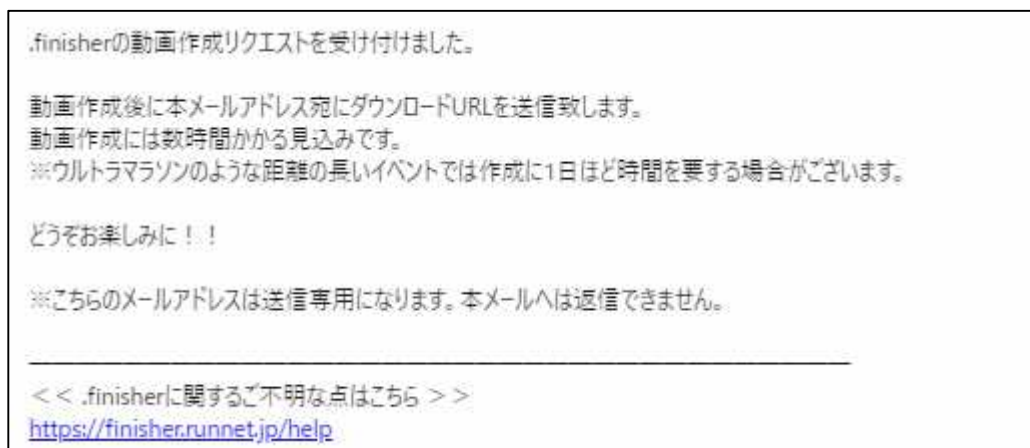 .finisherの動画作成リクエストを受け付けました。
動画作成後に本メールアドレス宛にダウンロードURLを送信致します。
動画作成には数時間かかる見込みです。
※ウルトラマラソンのような距離の長いイベントでは作成に1日ほど時間を要する場合がございます。
どうぞお楽しみに！！
※こちらのメールアドレスは送信専用になります。本メールへは返信できません。
＜＜ .finisherに関するご不明な点はこちら ＞＞
https://finisher.runnet.jp/help